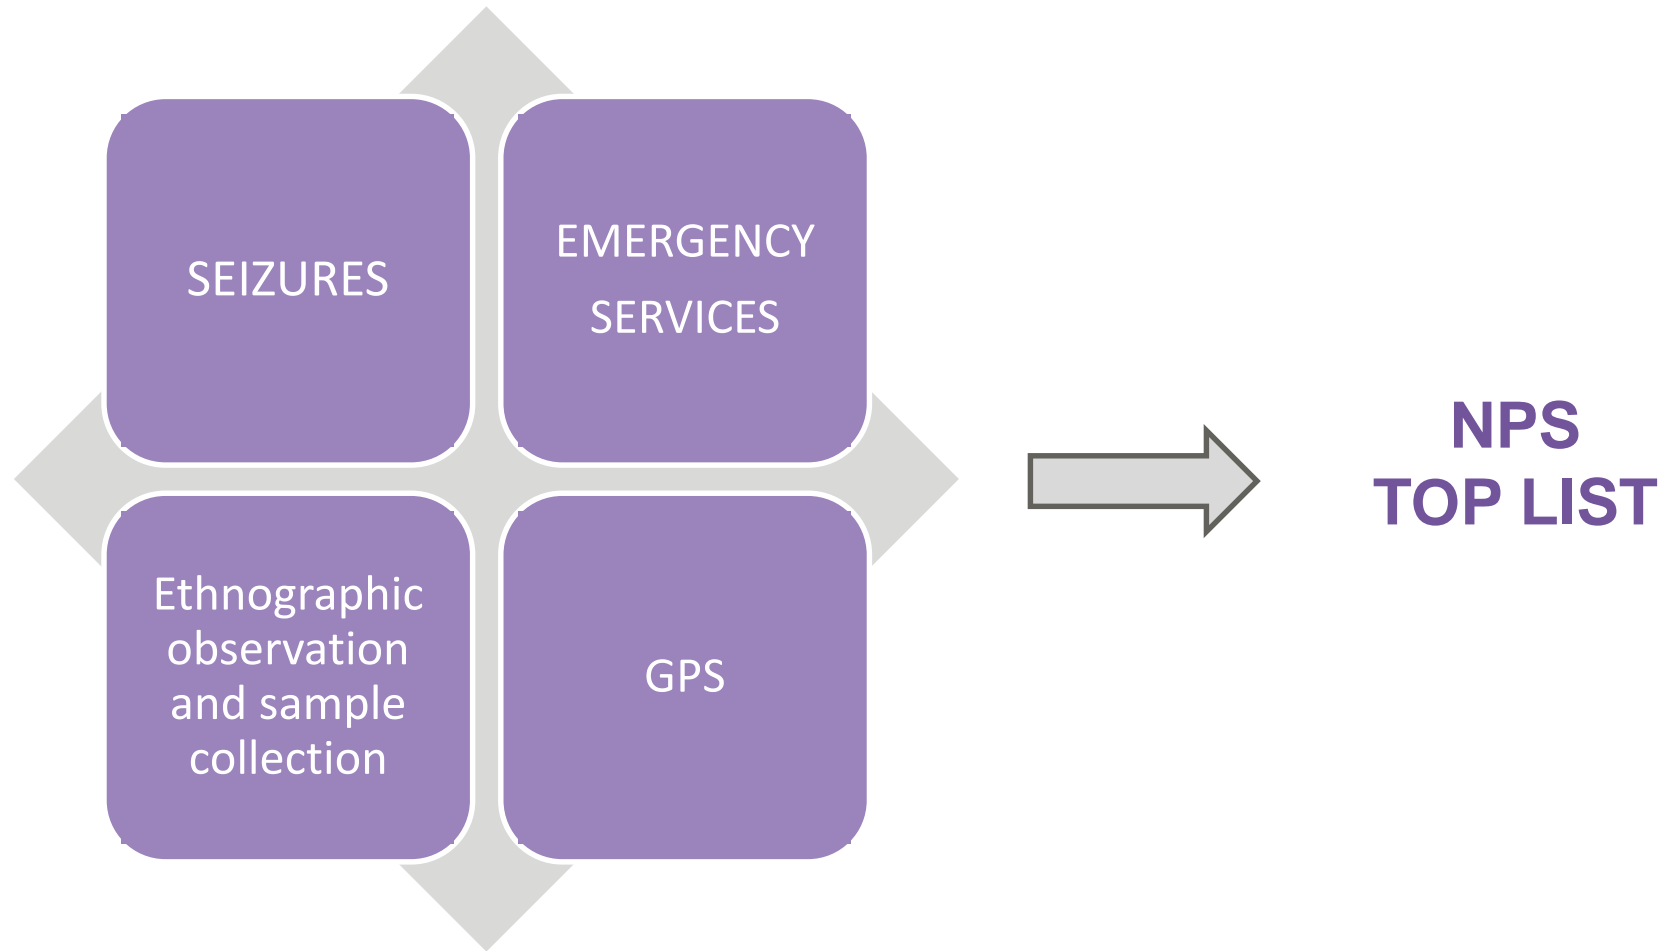 SEIZURES
EMERGENCY
SERVICES
Ethnographic
observation
and sample
collection
GPS
NPS
TOP LIST